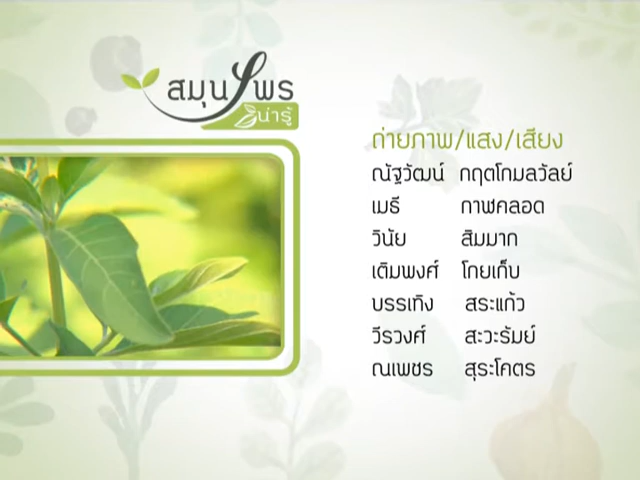 สมุนไพร
น่ารู้
ถ่ายภาพ/แสง/เสียง
ณัฐวัฒน์ กฤตโกมลวัลย์
เมธี กาฬคลอด
วินัย สิมมาก
เติมพงศ์ โกยเก็บ
บรรเทิง สระแก้ว
วีรวงศ์ สะวะรัมย์
ณเพชร สุระโคตร